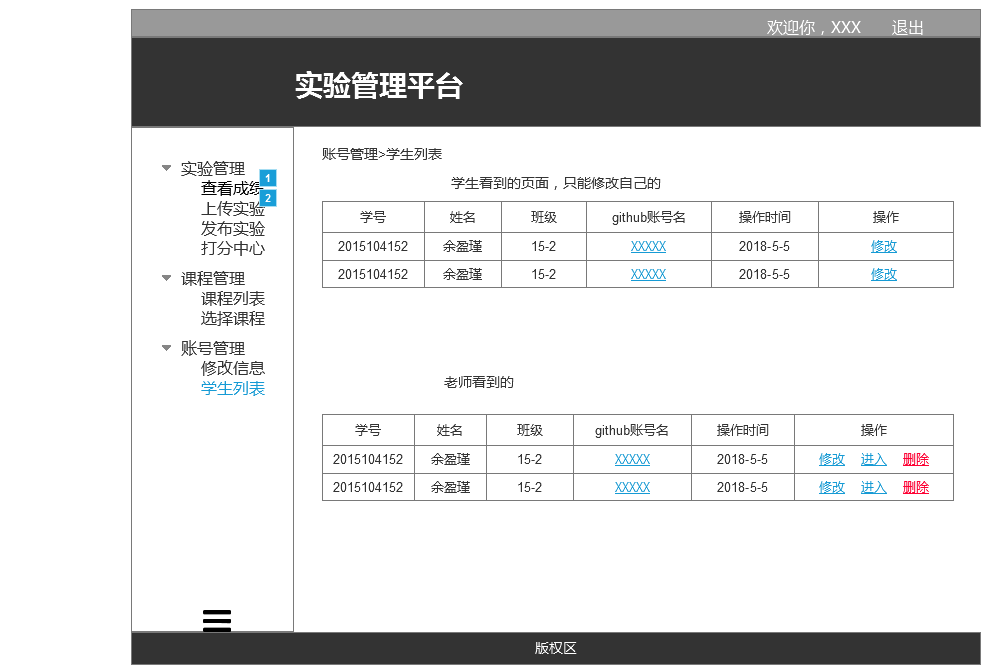 欢迎你，XXX 退出
实验管理平台
实验管理
查看成绩 1
上传实验 2
发布实验
打分中心
课程管理
课程列表
选择课程
账号管理
修改信息
学生列表
账号管理>学生列表
学生看到的页面，只能修改自己的
学号 姓名 班级 github账号名 操作时间 操作
2015104152 余盈瑾 15-2 XXXXX 2018-5-5 修改
2015104152 余盈瑾 15-2 XXXXX 2018-5-5 修改
老师看到的
学号 姓名 班级 github账号名 操作时间 操作
2015104152 余盈瑾 15-2 XXXXX 2018-5-5 修改 进入 删除
2015104152 余盈瑾 15-2 XXXXX 2018-5-5 修改 进入 删除
版权区